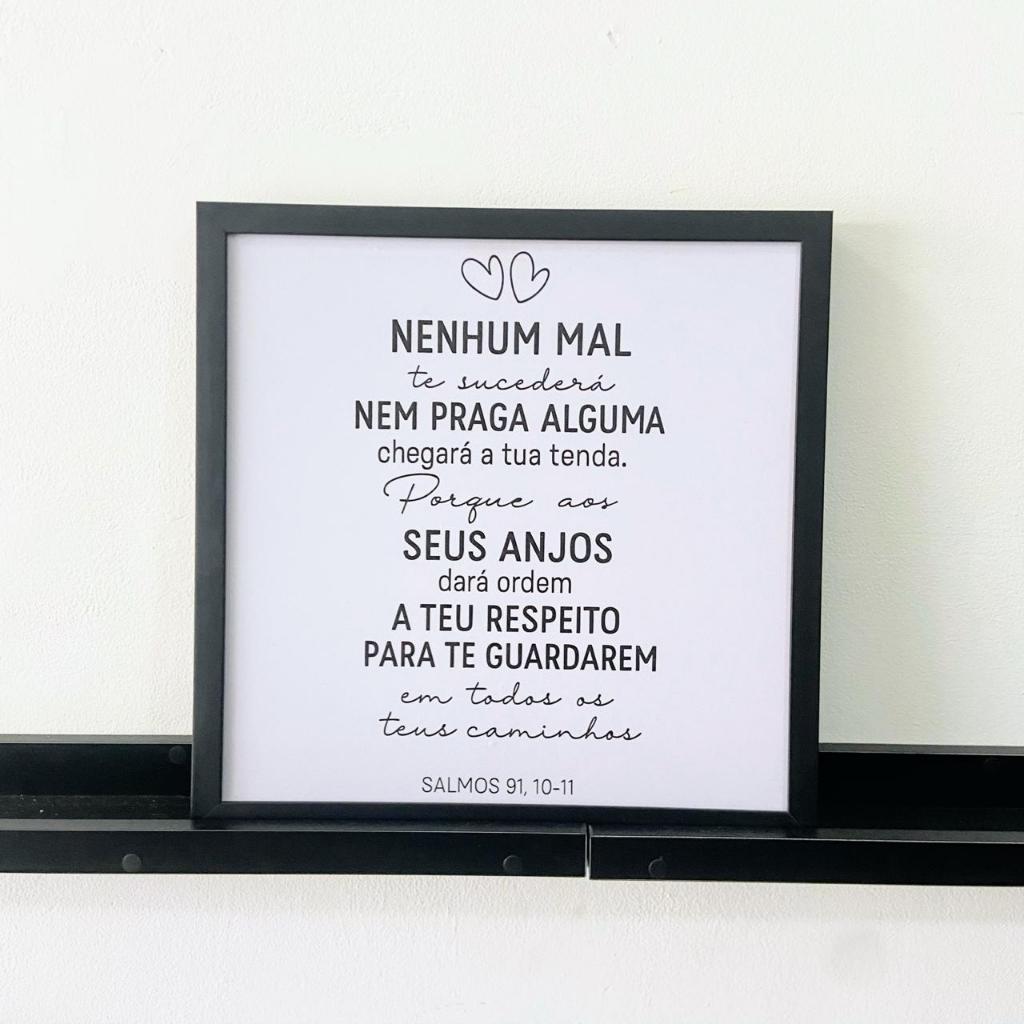 NENHUM MAL
te sucederá
NEM PRAGA ALGUMA
chegará a tua tenda.
Porque aos
SEUS ANJOS
dará ordem
A TEU RESPEITO
PARA TE GUARDAREM
em todos os
teus caminhos
SALMOS 91, 10-11